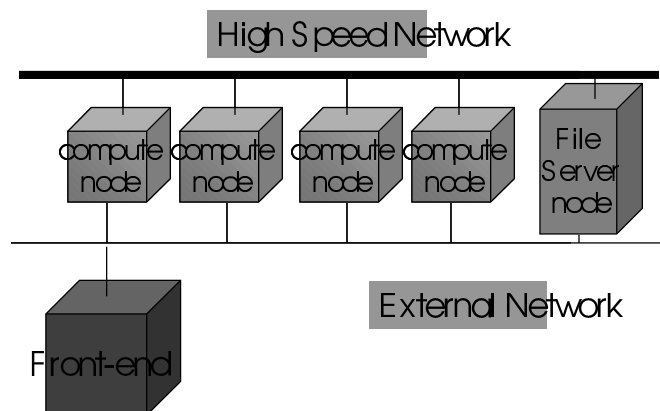 High Speed Network
compute
node
compute
node
compute
node
compute
node
File
Server
node
External Network
Front-end